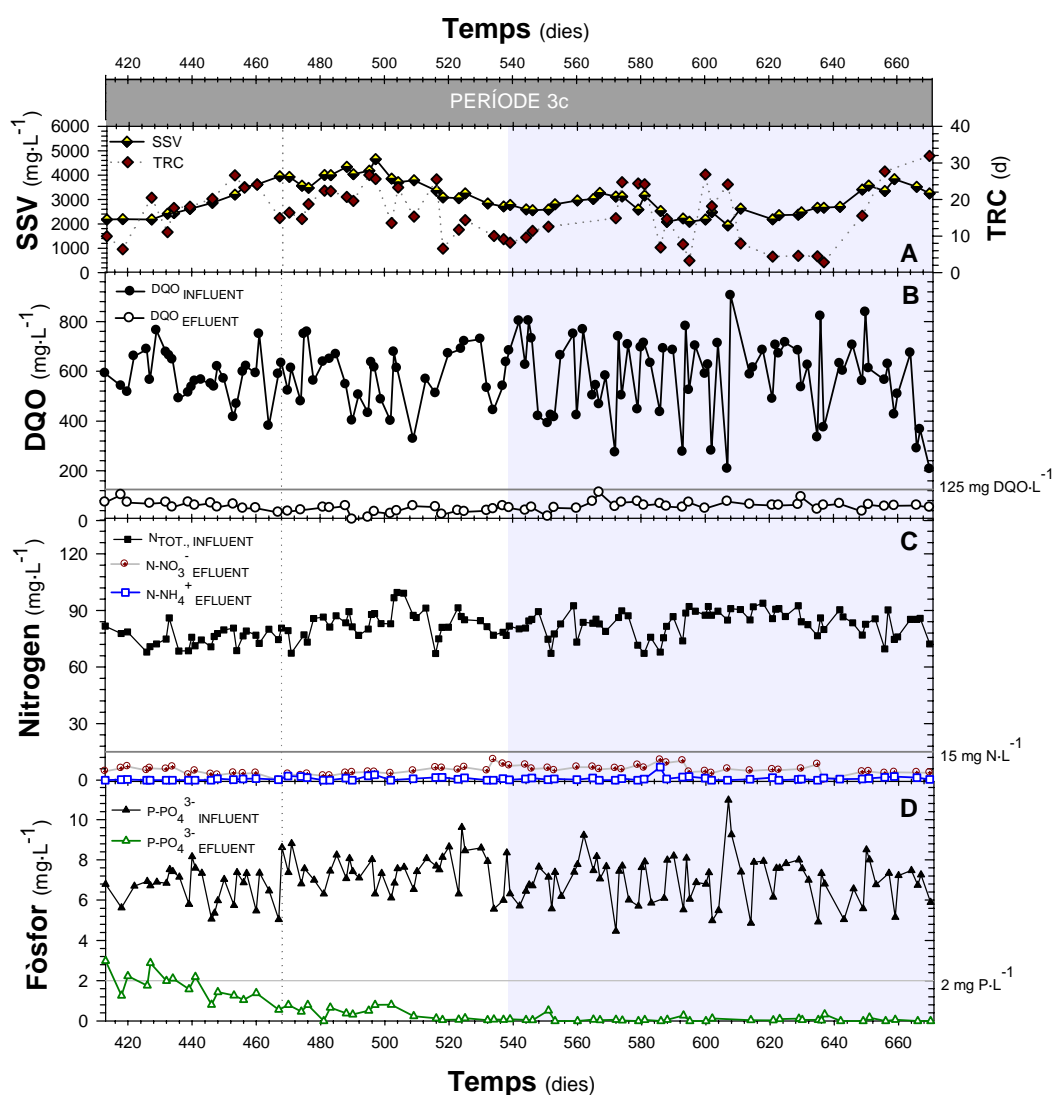 Temps (dies)
420 440 460 480 500 520 540 560 580 600 620 640 660
PERÍODE 3c
SSV (mg·L-1)
6000
5000
4000
3000
2000
1000
0
SSV
TRC
TRC (d)
40
30
20
10
0
A
DQO (mg·L-1)
800
600
400
200
0
DQO INFLUENT
DQO EFLUENT
B
125 mg DQO·L-1
Nitrogen (mg·L-1)
120
90
60
30
0
NTOT., INFLUENT
N-NO3- EFLUENT
N-NH4+ EFLUENT
C
15 mg N·L-1
Fòsfor (mg·L-1)
10
8
6
4
2
0
P-PO43- INFLUENT
P-PO43- EFLUENT
D
2 mg P·L-1
420 440 460 480 500 520 540 560 580 600 620 640 660
Temps (dies)